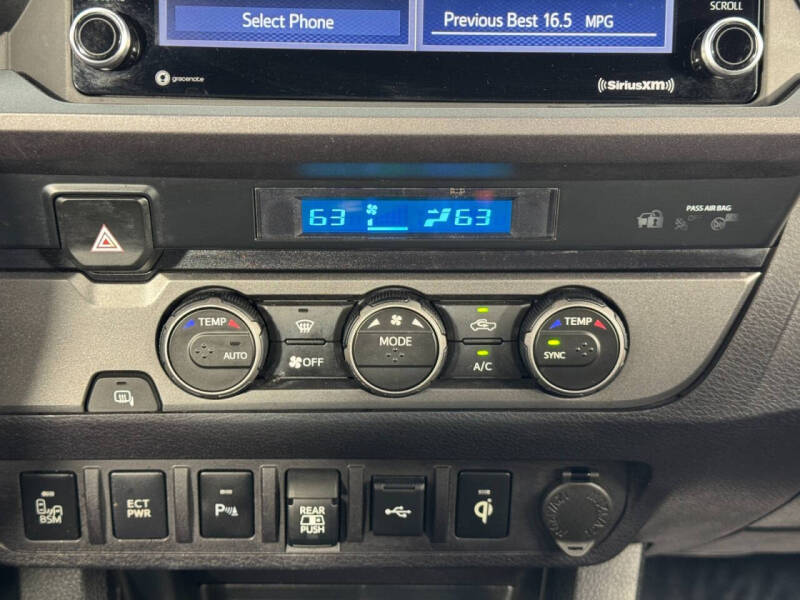 SCROLL
Select Phone
Previous Best 16.5 MPG
gracenote
SiriusXM
63
63
PASS AIR BAG
TEMP
AUTO
OFF
MODE
A/C
TEMP
SYNC
BSM
ECT
PWR
P
REAR
PUSH